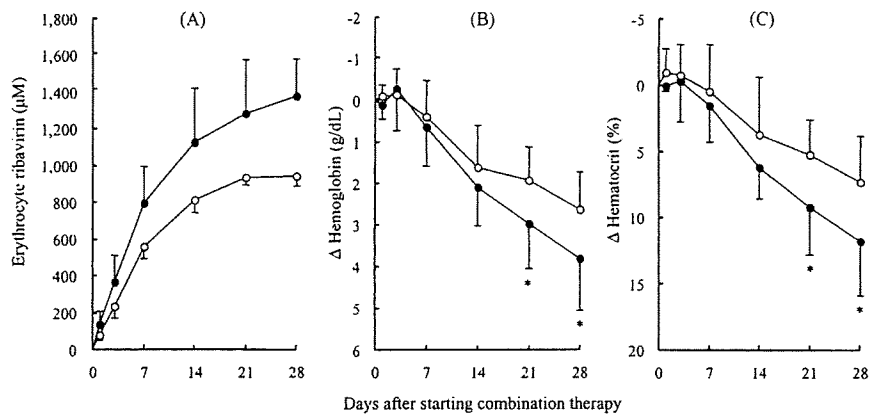 (A)
Erythrocyte ribavirin (μM)
1,800
1,600
1,400
1,200
1,000
800
600
400
200
0
0 7 14 21 28
(B)
Δ Hemoglobin (g/dL)
-2
-1
0
1
2
3
4
5
6
* *
0 7 14 21 28
(C)
Δ Hematocrit (%)
-5
0
5
10
15
20
* *
0 7 14 21 28
Days after starting combination therapy